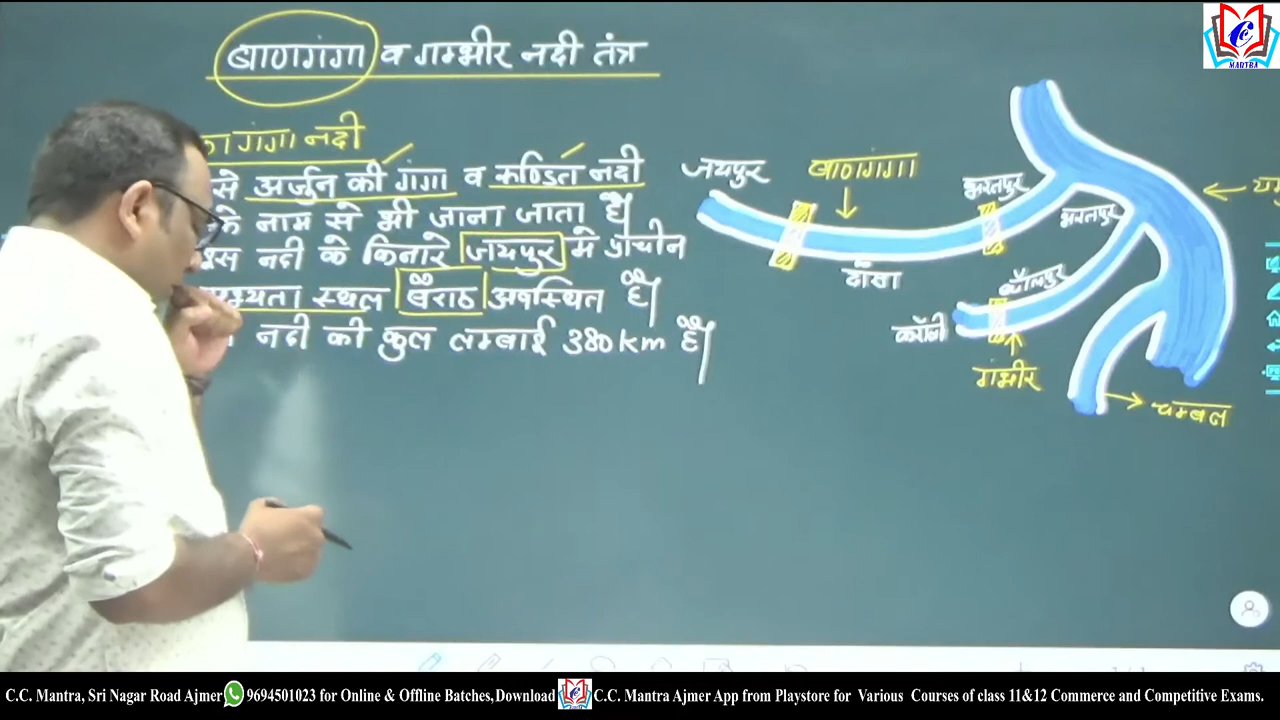 बाणगंगा व गम्भीर नदी तंत्र
गंगा नदी
से अर्जुन की गंगा व रूण्डित नदी
के नाम से भी जाना जाता है।
इस नदी के किनारे जयपुर मे प्राचीन
सभ्यता स्थल बैराठ अवस्थित है।
नदी की कुल लम्बाई 380 km है।
जयपुर
बाणगंगा
भरतपुर
भरतपुर
दौसा
धौलपुर
करौली
गंभीर
चम्बल
C.C. Mantra, Sri Nagar Road Ajmer 9694501023 for Online & Offline Batches,Download C.C. Mantra Ajmer App from Playstore for Various Courses of class 11&12 Commerce and Competitive Exams.